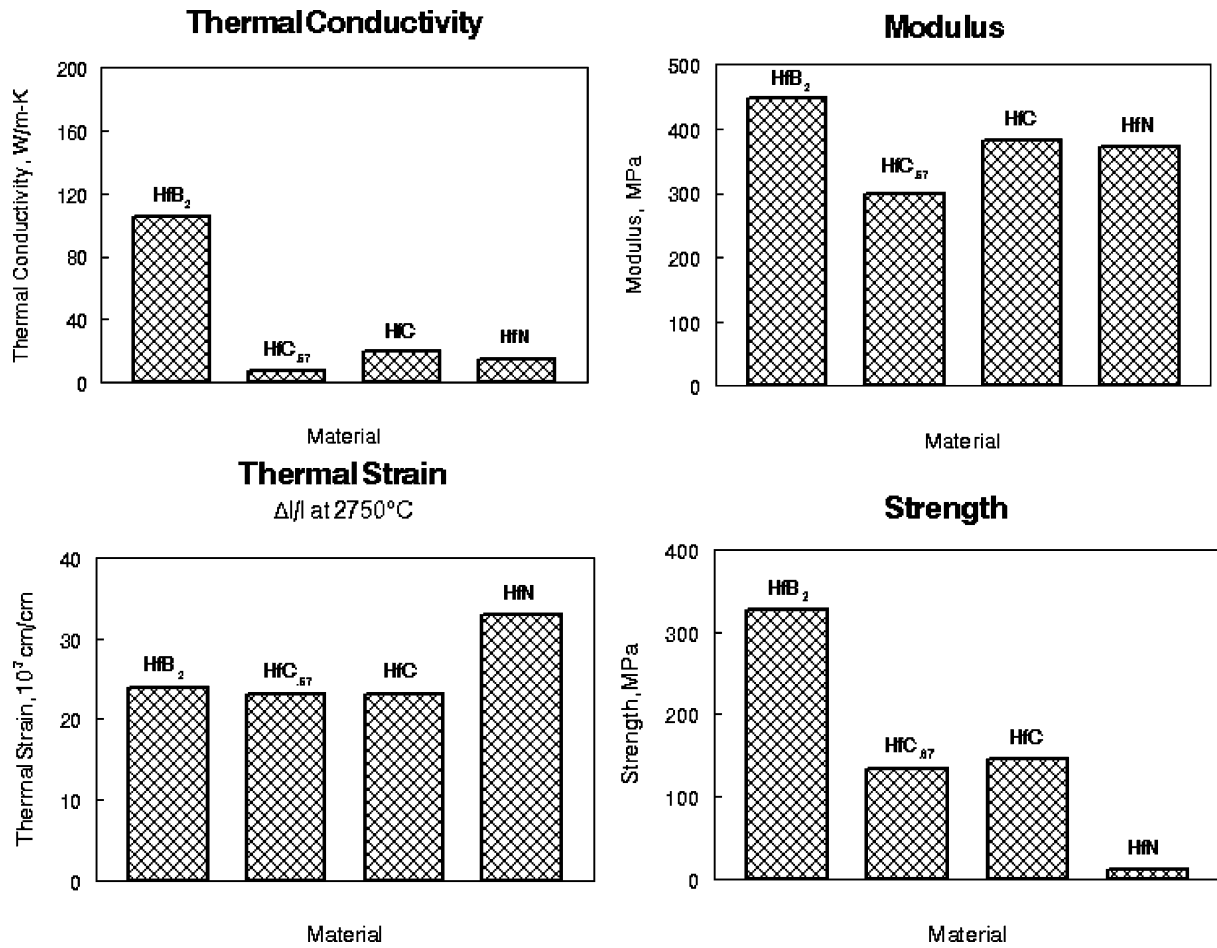 Thermal Conductivity
200
160
120
80
40
0
Thermal Conductivity, W/m-K
HfB2
HfC.67
HfC
HfN
Material
Modulus
500
400
300
200
100
0
Modulus, MPa
HfB2
HfC.67
HfC
HfN
Material
Thermal Strain
Δl/l at 2750°C
40
30
20
10
0
Thermal Strain, 10² cm/cm
HfB2
HfC.67
HfC
HfN
Material
Strength
400
300
200
100
0
Strength, MPa
HfB2
HfC.67
HfC
HfN
Material